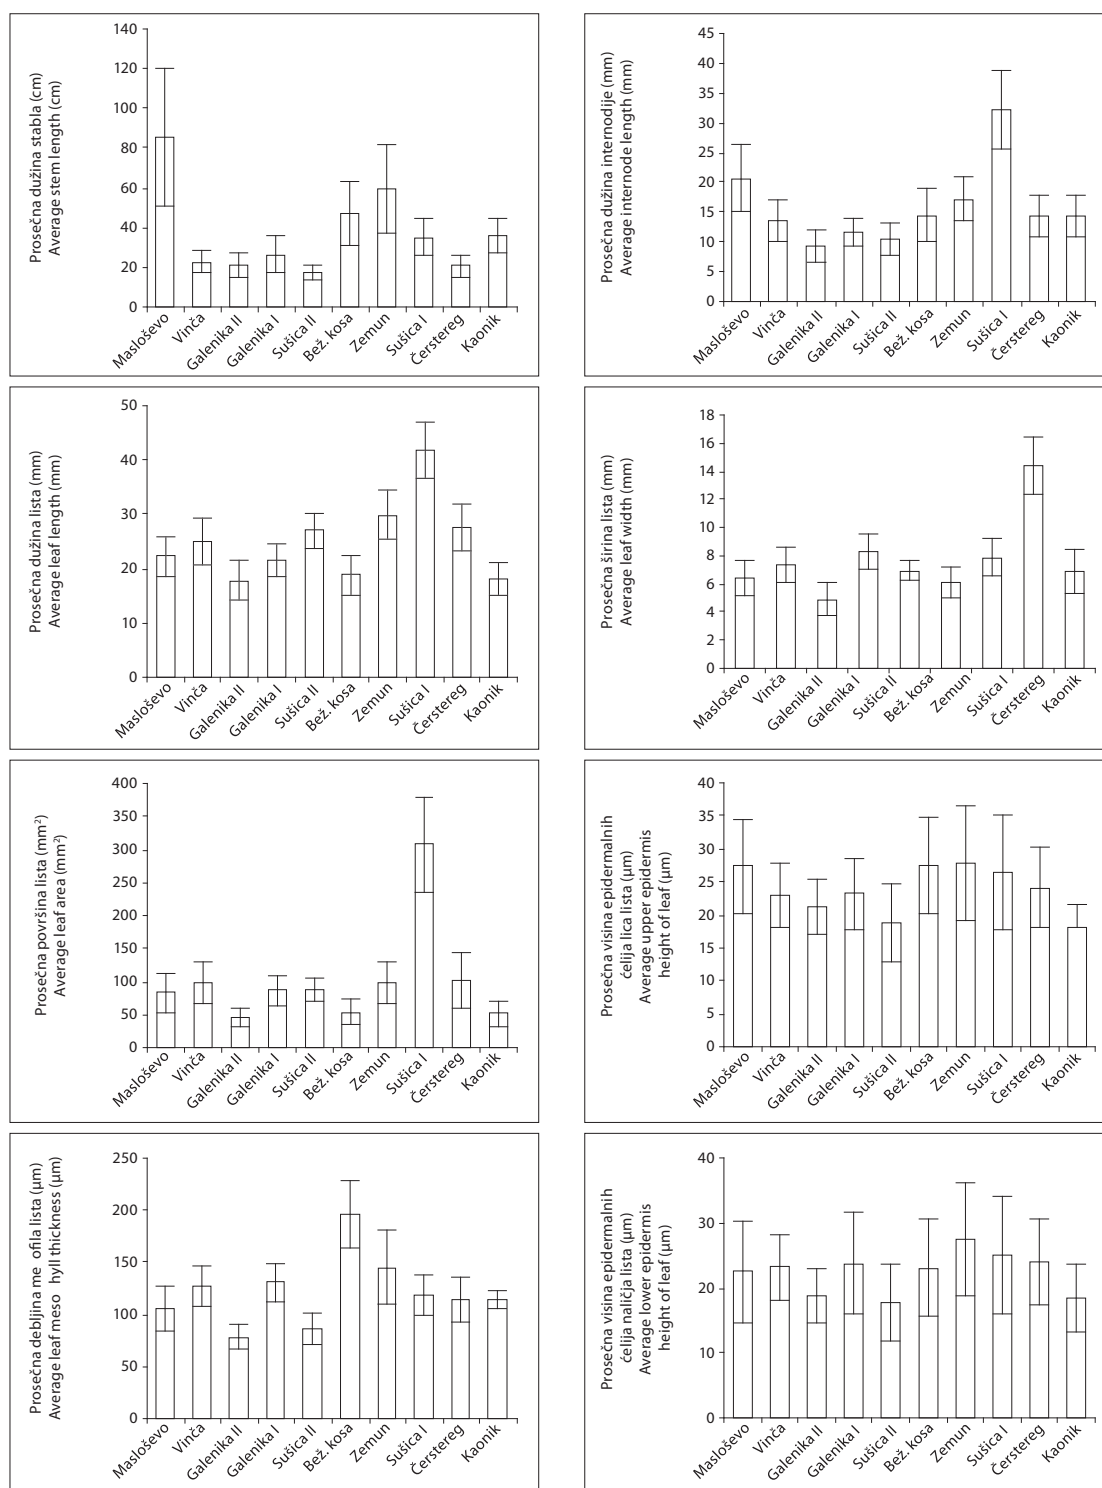 Prosečna dužina stabla (cm)
Average stem length (cm)
140
120
100
80
60
40
20
0
Masloševo
Vinča
Galenika II
Galenika I
Sušica II
Bež. kosa
Zemun
Sušica I
Čerstereg
Kaonik
Prosečna dužina internodije (mm)
Average internode length (mm)
45
40
35
30
25
20
15
10
5
0
Masloševo
Vinča
Galenika II
Galenika I
Sušica II
Bež. kosa
Zemun
Sušica I
Čerstereg
Kaonik
Prosečna dužina lista (mm)
Average leaf length (mm)
50
40
30
20
10
0
Masloševo
Vinča
Galenika II
Galenika I
Sušica II
Bež. kosa
Zemun
Sušica I
Čerstereg
Kaonik
Prosečna širina lista (mm)
Average leaf width (mm)
18
16
14
12
10
8
6
4
2
0
Masloševo
Vinča
Galenika II
Galenika I
Sušica II
Bež. kosa
Zemun
Sušica I
Čerstereg
Kaonik
Prosečna površina lista (mm²)
Average leaf area (mm²)
400
350
300
250
200
150
100
50
0
Masloševo
Vinča
Galenika II
Galenika I
Sušica II
Bež. kosa
Zemun
Sušica I
Čerstereg
Kaonik
Prosečna visina epidermalnih
ćelija lica lista (μm)
Average upper epidermis
height of leaf (μm)
40
35
30
25
20
15
10
5
0
Masloševo
Vinča
Galenika II
Galenika I
Sušica II
Bež. kosa
Zemun
Sušica I
Čerstereg
Kaonik
Prosečna debljina me ofila lista (μm)
Average leaf meso hyll thickness (μm)
250
200
150
100
50
0
Masloševo
Vinča
Galenika II
Galenika I
Sušica II
Bež. kosa
Zemun
Sušica I
Čerstereg
Kaonik
Prosečna visina epidermalnih
ćelija naličja lista (μm)
Average lower epidermis
height of leaf (μm)
40
30
20
10
0
Masloševo
Vinča
Galenika II
Galenika I
Sušica II
Bež. kosa
Zemun
Sušica I
Čerstereg
Kaonik